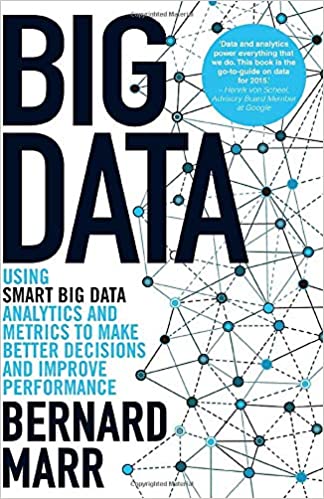 BIG
DATA
'Data and analytics
power everything that
we do. This book is the
go-to-guide on data
for 2015.'
– Henrik von Scheel,
Advisory Board Member
at Google
USING
SMART BIG DATA
ANALYTICS AND
METRICS TO MAKE
BETTER DECISIONS
AND IMPROVE
PERFORMANCE
BERNARD
MARR